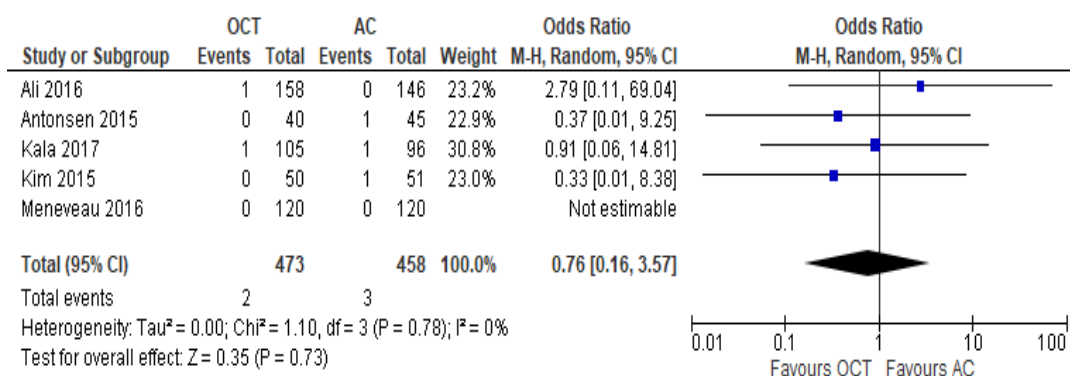 OCT AC Odds Ratio Odds Ratio
Study or Subgroup Events Total Events Total Weight M-H, Random, 95% CI M-H, Random, 95% CI
Ali 2016 1 158 0 146 23.2% 2.79 [0.11, 69.04]
Antonsen 2015 0 40 1 45 22.9% 0.37 [0.01, 9.25]
Kala 2017 1 105 1 96 30.8% 0.91 [0.06, 14.81]
Kim 2015 0 50 1 51 23.0% 0.33 [0.01, 8.38]
Meneveau 2016 0 120 0 120 Not estimable
Total (95% CI) 473 458 100.0% 0.76 [0.16, 3.57]
Total events 2 3
Heterogeneity: Tau² = 0.00; Chi² = 1.10, df = 3 (P = 0.78); I² = 0%
Test for overall effect: Z = 0.35 (P = 0.73)
0.01 0.1 1 10 100
Favours OCT Favours AC